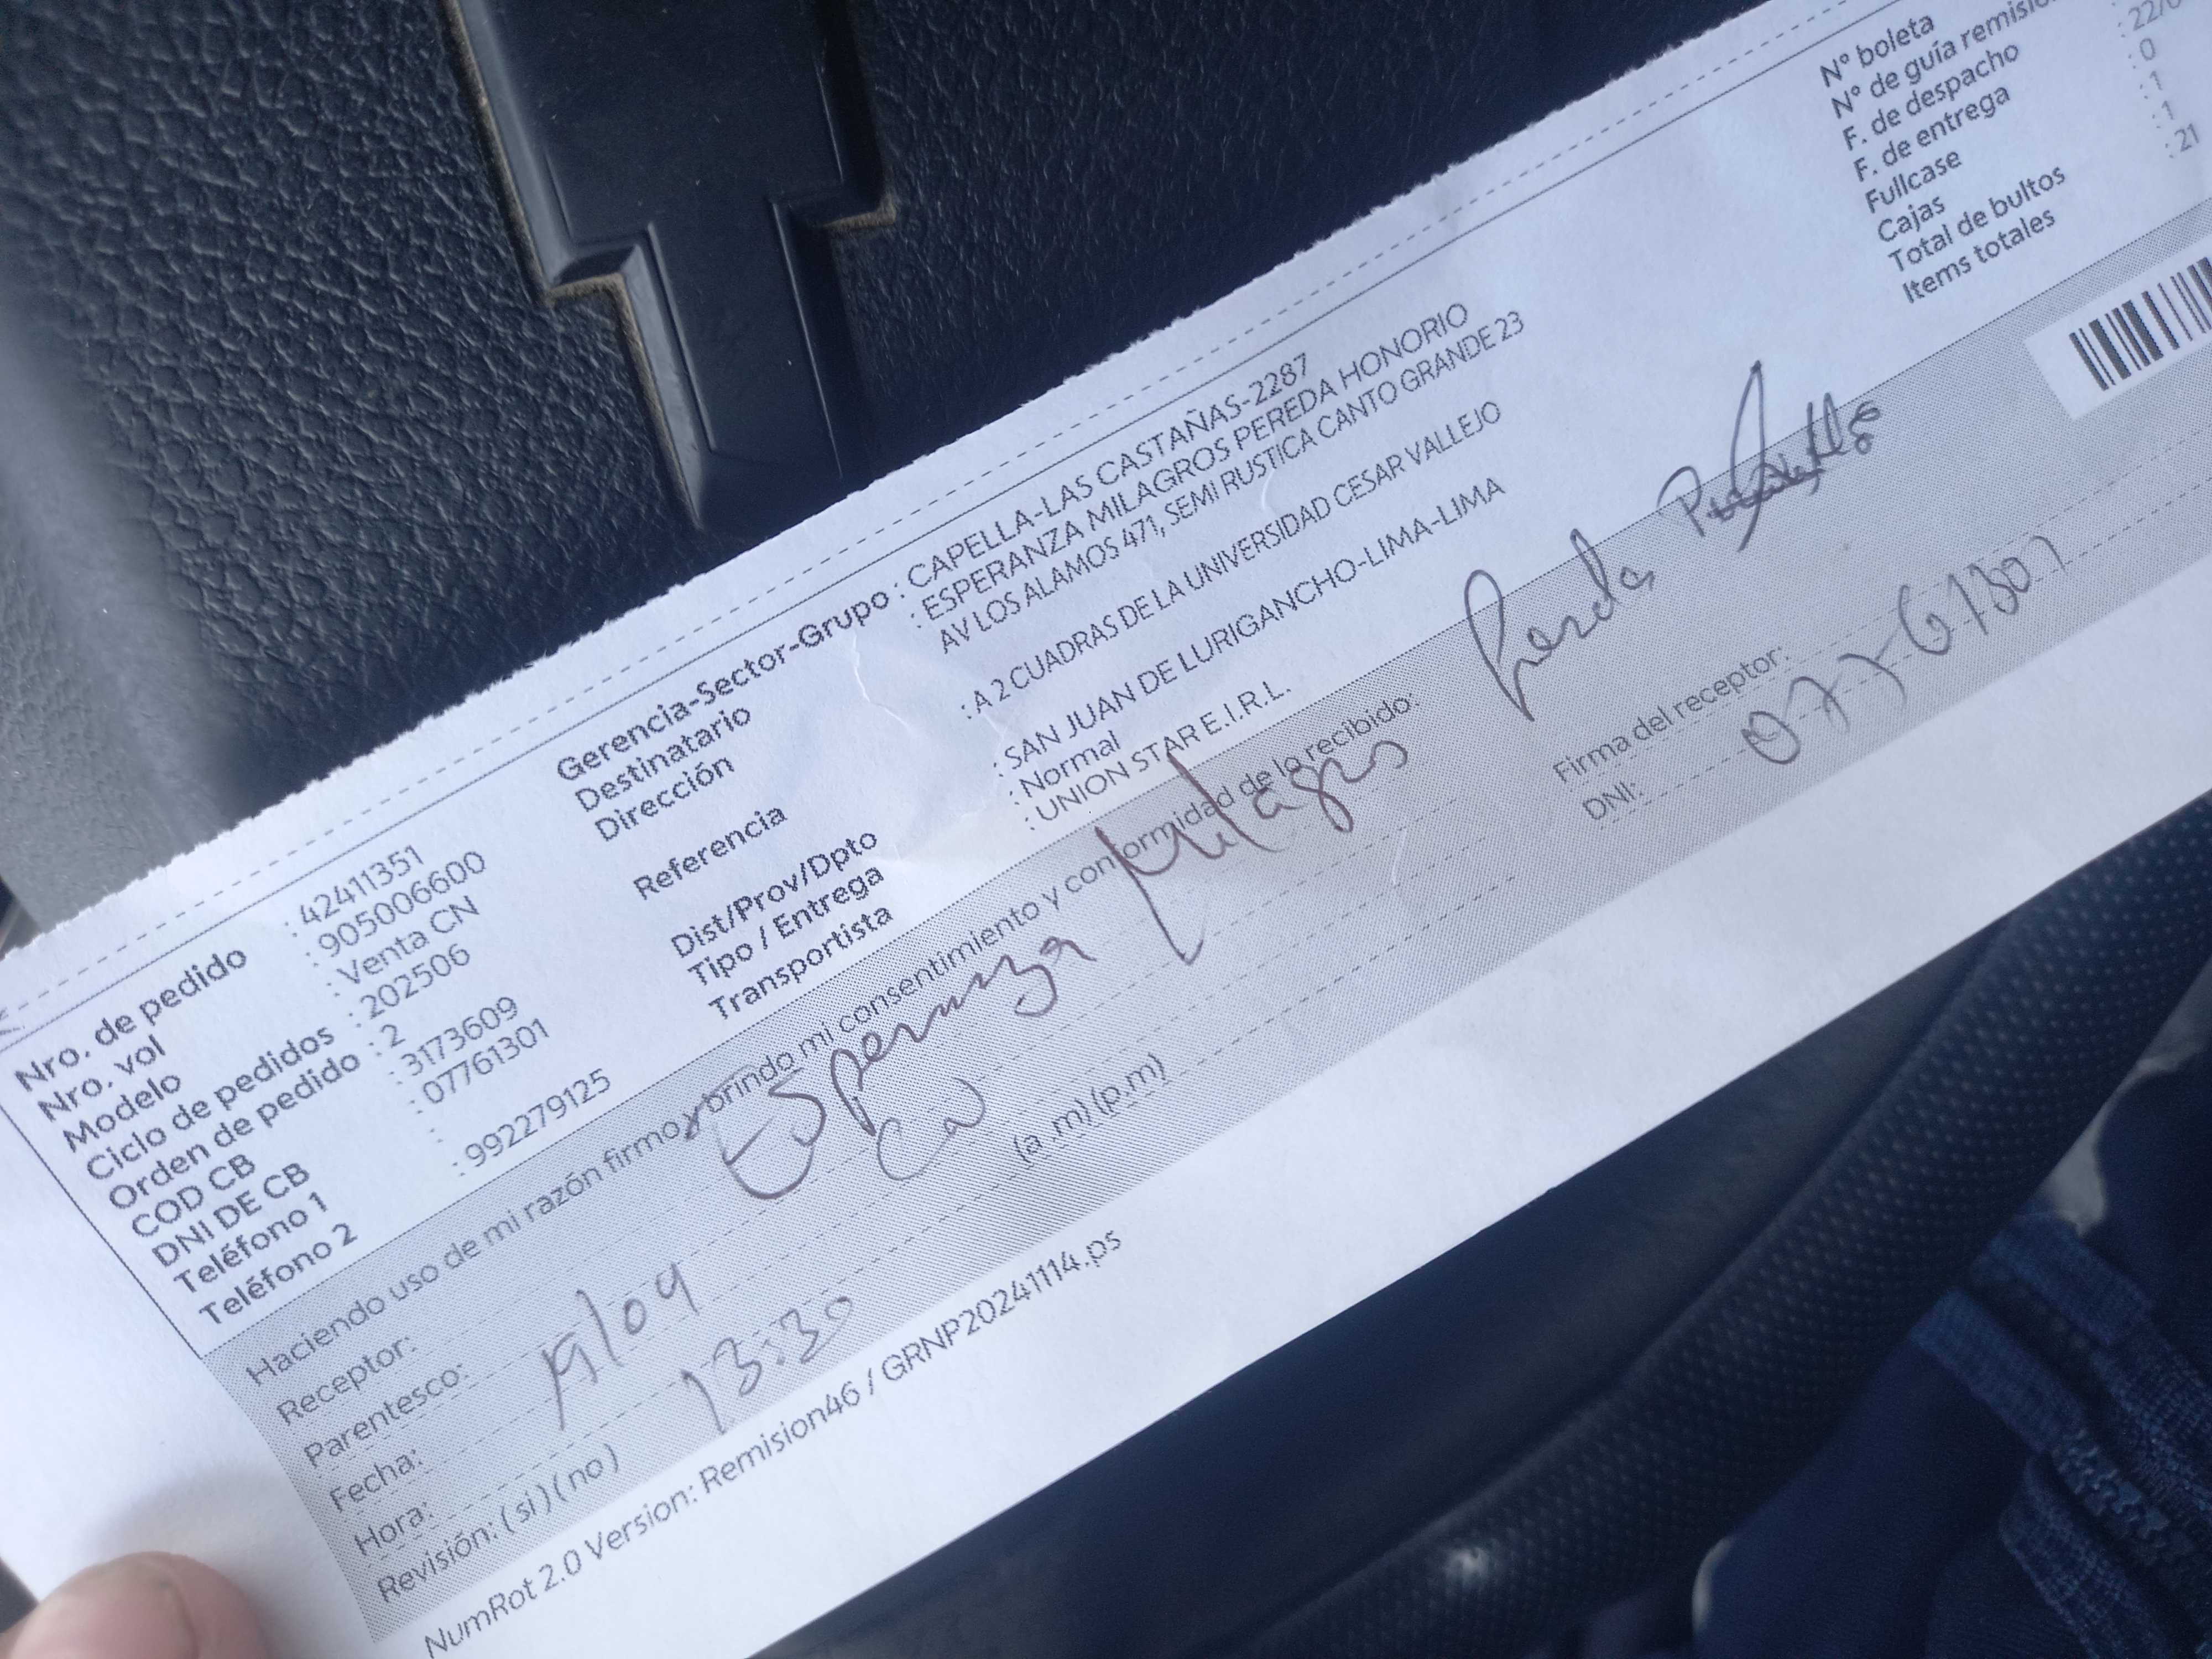 Nro. de pedido : 42411351
Nro. vol : 905006600
Modelo : Venta CN
Ciclo de pedidos : 202506
Orden de pedido : 2
COD CB : 3173609
DNI DE CB : 07761301
Teléfono 1 :
Teléfono 2 : 992279125
Gerencia-Sector-Grupo : CAPELLA-LAS CASTAÑAS-2287
Destinatario : ESPERANZA MILAGROS PEREDA HONORIO
Dirección AV LOS ALAMOS 471, SEMI RUSTICA CANTO GRANDE 23
Referencia : A 2 CUADRAS DE LA UNIVERSIDAD CESAR VALLEJO
Dist/Prov/Dpto : SAN JUAN DE LURIGANCHO-LIMA-LIMA
Tipo / Entrega : Normal
Transportista : UNION STAR E.I.R.L.
N° boleta
N° de guía
F. de despacho : 22/0
F. de entrega
Fullcase : 0
Cajas : 1
Total de bultos : 1
Items totales : 21
Haciendo uso de mi razón firmo y brindo mi consentimiento y conformidad de lo recibido:
Receptor: Esperanza Milagros Pereda
Parentesco:
Fecha: 19/04
Hora: 13:30 (a.m) (p.m)
Revisión: ( si ) ( no )
Firma del receptor:
DNI: 07761301
NumRot 2.0 Version: Remision46 / GRNP20241114.ps